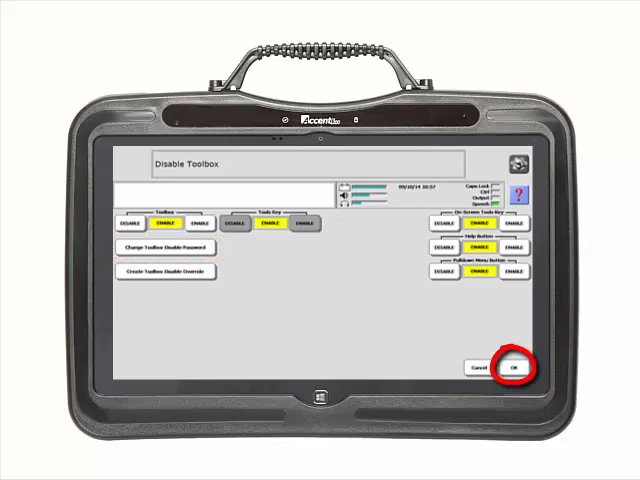 Accent
Disable Toolbox
09/10/14 10:57
Caps Lock
Ctrl
Output
Speech
?
Toolbox
Tools Key
On-Screen Tools Key
DISABLE ENABLE ENABLE DISABLE ENABLE ENABLE DISABLE ENABLE ENABLE
Help Button
Change Toolbox Disable Password DISABLE ENABLE ENABLE
Pulldown Menu Button
Create Toolbox Disable Override DISABLE ENABLE ENABLE
Cancel OK